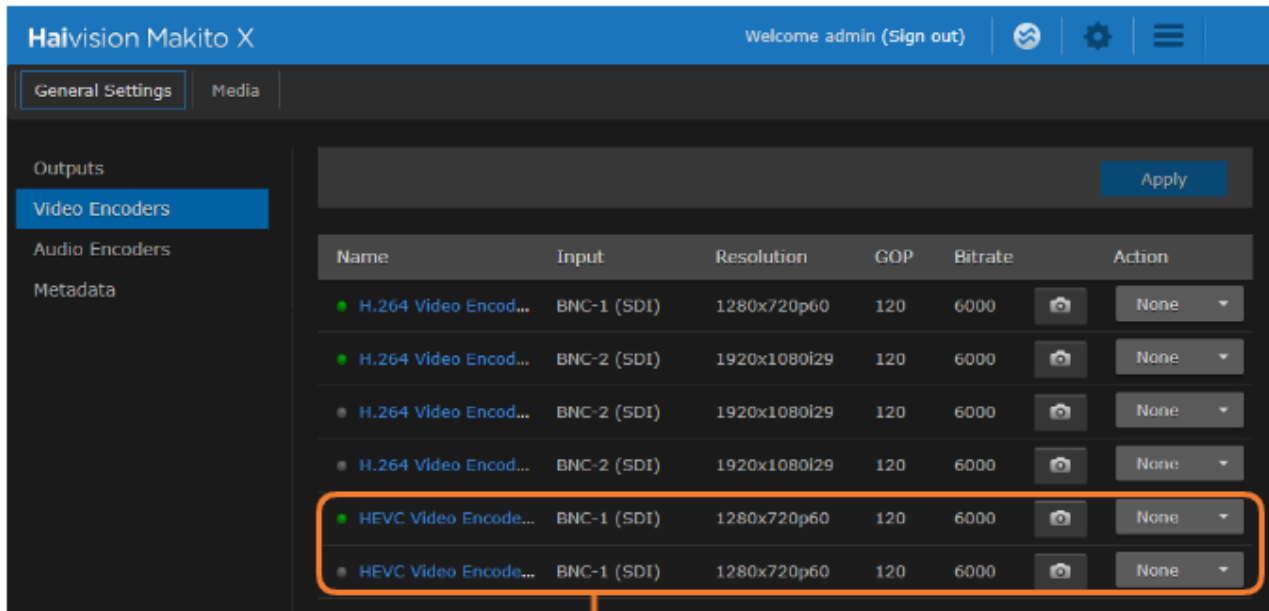 Haivision Makito X
Welcome admin (Sign out)
General Settings Media
Outputs
Video Encoders
Audio Encoders
Metadata
Apply
Name Input Resolution GOP Bitrate Action
H.264 Video Encod... BNC-1 (SDI) 1280x720p60 120 6000 None
H.264 Video Encod... BNC-2 (SDI) 1920x1080i29 120 6000 None
H.264 Video Encod... BNC-2 (SDI) 1920x1080i29 120 6000 None
H.264 Video Encod... BNC-2 (SDI) 1920x1080i29 120 6000 None
HEVC Video Encode... BNC-1 (SDI) 1280x720p60 120 6000 None
HEVC Video Encode... BNC-1 (SDI) 1280x720p60 120 6000 None